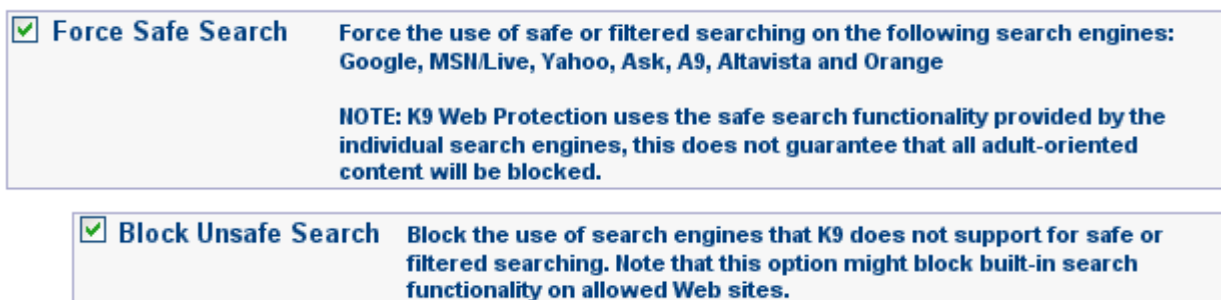 Force Safe Search
Force the use of safe or filtered searching on the following search engines:
Google, MSN/Live, Yahoo, Ask, A9, Altavista and Orange
NOTE: K9 Web Protection uses the safe search functionality provided by the
individual search engines, this does not guarantee that all adult-oriented
content will be blocked.
Block Unsafe Search
Block the use of search engines that K9 does not support for safe or
filtered searching. Note that this option might block built-in search
functionality on allowed Web sites.